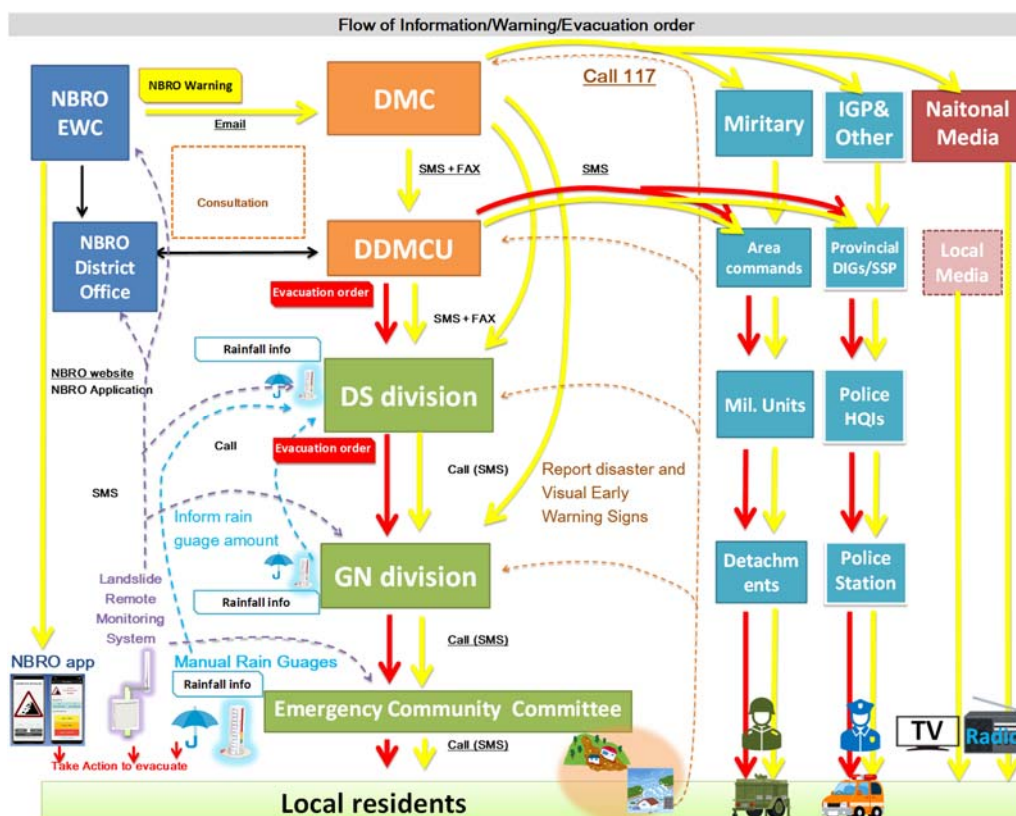 Flow of Information/Warning/Evacuation order
NBRO
EWC
NBRO Warning
Email
DMC
Call 117
Miritary
IGP&
Other
Naitonal
Media
Consultation
SMS + FAX
SMS
NBRO
District
Office
DDMCU
Area
commands
Provincial
DIGs/SSP
Local
Media
Evacuation order
SMS + FAX
Rainfall info
NBRO website
NBRO Application
DS division
Mil. Units
Police
HQIs
Call
Evacuation order
Call (SMS)
Report disaster and
Visual Early
Warning Signs
SMS
Inform rain
guage amount
GN division
Detachm
ents
Police
Station
Landslide
Remote
Monitoring
System
Rainfall info
Call (SMS)
NBRO app
Manual Rain Guages
Rainfall info
Emergency Community Committee
TV
Radio
Call (SMS)
Take Action to evacuate
Local residents